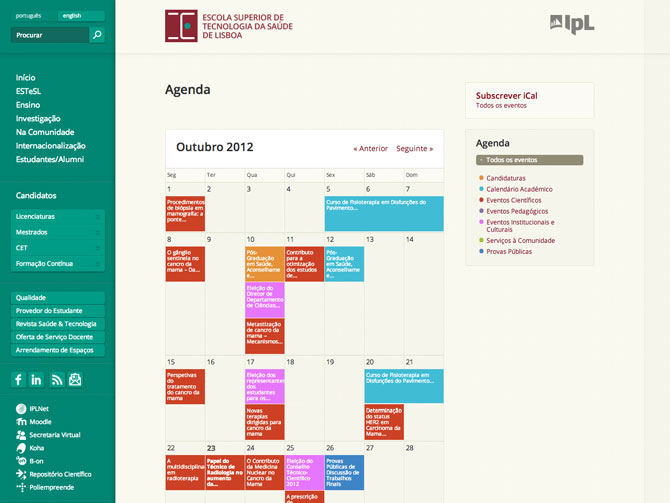 português english
Procurar
Início
ESTeSL
Ensino
Investigação
Na Comunidade
Internacionalização
Estudantes/Alumni
Candidatos
Licenciaturas
Mestrados
CET
Formação Contínua
Qualidade
Provedor do Estudante
Revista Saúde & Tecnologia
Oferta de Serviço Docente
Arrendamento de Espaços
IPLNet
Moodle
Secretaria Virtual
Koha
B-on
Repositório Científico
Poliempreende
ESCOLA SUPERIOR DE
TECNOLOGIA DA SAÚDE
DE LISBOA
IPL
Agenda
Outubro 2012
« Anterior Seguinte »
Seg Ter Qua Qui Sex Sáb Dom
1 2 3 4 5 6 7
Procedimentos
de biópsia em
mamografia: a
ponte...
Curso de Fisioterapia em Disfunções do
Pavimento...
8 9 10 11 12 13 14
O gânglio
sentinela no
cancro da
mama – Da...
Pós-
Graduação
em Saúde,
Aconselhame
e...
Eleição do
Diretor de
Departamento
de Ciências...
Metastização
de cancro da
mama –
Mecanismos...
Contributo
para a
otimização
dos estudos
de...
Pós-
Graduação
em Saúde,
Aconselhame
e...
15 16 17 18 19 20 21
Perspetivas
do
tratamento
do cancro da
mama
Eleição dos
representantes
dos
estudantes
para os...
Novas
terapias
dirigidas para
cancro da
mama
Curso de Fisioterapia em
Disfunções do Pavimento...
Determinação
do status
HER2 em
Carcinoma da
Mama...
22 23 24 25 26 27 28
A
multidisciplina
em
radioterapia
Papel do
Técnico de
Radiologia no
aumento
da...
O Contributo
da Medicina
Nuclear no
Cancro da
Mama
Eleição do
Conselho
Técnico-
Científico
2012
A prescrição
de
Provas
Públicas de
Discussão de
Trabalhos
Finais
Subscrever iCal
Todos os eventos
Agenda
Todos os eventos
Candidaturas
Calendário Académico
Eventos Científicos
Eventos Pedagógicos
Eventos Institucionais e
Culturais
Serviços à Comunidade
Provas Públicas